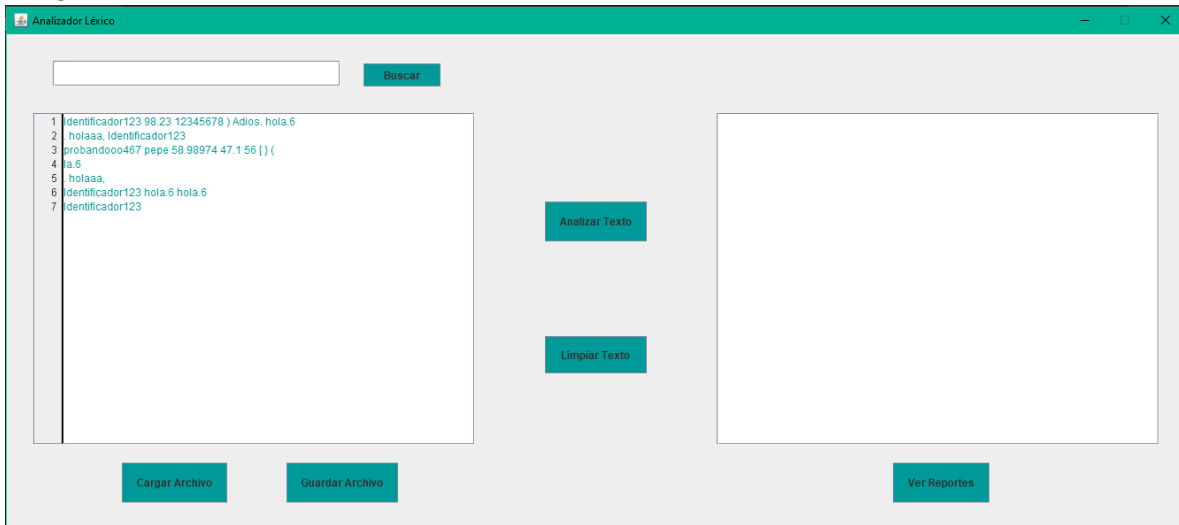 Analizador Léxico
Buscar
1 Identificador123 98.23 12345678 ) Adios. hola.6
2 . holaaa, Identificador123
3 probandooo467 pepe 58.98974 47.1 56 [ } (
4 la.6
5 . holaaa,
6 Identificador123 hola.6 hola.6
7 Identificador123
Analizar Texto
Limpiar Texto
Cargar Archivo
Guardar Archivo
Ver Reportes